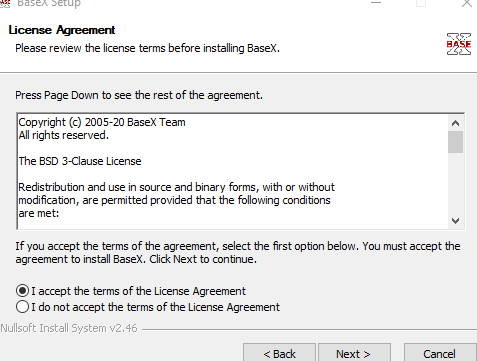 BaseX Setup
License Agreement
Please review the license terms before installing BaseX.
BASE
Press Page Down to see the rest of the agreement.
Copyright (c) 2005-20 BaseX Team
All rights reserved.
The BSD 3-Clause License
Redistribution and use in source and binary forms, with or without
modification, are permitted provided that the following conditions
are met:
If you accept the terms of the agreement, select the first option below. You must accept the
agreement to install BaseX. Click Next to continue.
I accept the terms of the License Agreement
I do not accept the terms of the License Agreement
Nullsoft Install System v2.46
< Back
Next >
Cancel